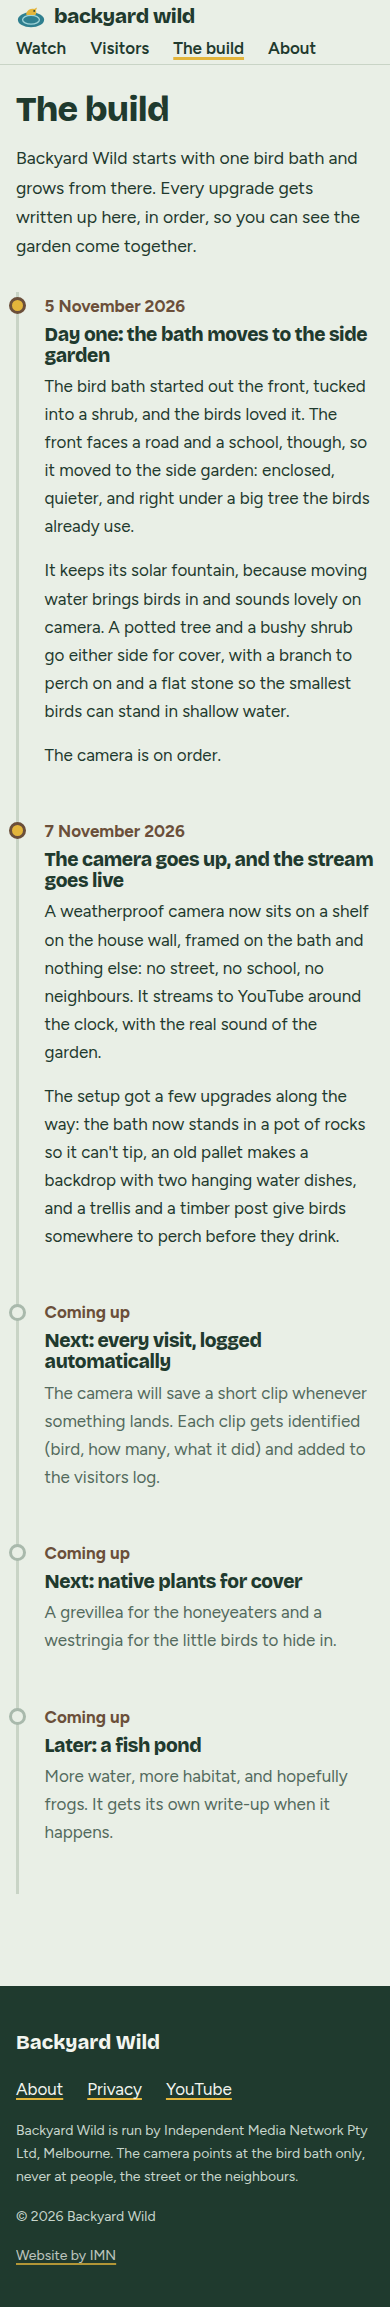 backyard wild
Watch Visitors The build About
The build
Backyard Wild starts with one bird bath and
grows from there. Every upgrade gets
written up here, in order, so you can see the
garden come together.
5 November 2026
Day one: the bath moves to the side
garden
The bird bath started out the front, tucked
into a shrub, and the birds loved it. The
front faces a road and a school, though, so
it moved to the side garden: enclosed,
quieter, and right under a big tree the birds
already use.
It keeps its solar fountain, because moving
water brings birds in and sounds lovely on
camera. A potted tree and a bushy shrub
go either side for cover, with a branch to
perch on and a flat stone so the smallest
birds can stand in shallow water.
The camera is on order.
7 November 2026
The camera goes up, and the stream
goes live
A weatherproof camera now sits on a shelf
on the house wall, framed on the bath and
nothing else: no street, no school, no
neighbours. It streams to YouTube around
the clock, with the real sound of the
garden.
The setup got a few upgrades along the
way: the bath now stands in a pot of rocks
so it can't tip, an old pallet makes a
backdrop with two hanging water dishes,
and a trellis and a timber post give birds
somewhere to perch before they drink.
Coming up
Next: every visit, logged
automatically
The camera will save a short clip whenever
something lands. Each clip gets identified
(bird, how many, what it did) and added to
the visitors log.
Coming up
Next: native plants for cover
A grevillea for the honeyeaters and a
westringia for the little birds to hide in.
Coming up
Later: a fish pond
More water, more habitat, and hopefully
frogs. It gets its own write-up when it
happens.
Backyard Wild
About Privacy YouTube
Backyard Wild is run by Independent Media Network Pty
Ltd, Melbourne. The camera points at the bird bath only,
never at people, the street or the neighbours.
© 2026 Backyard Wild
Website by IMN